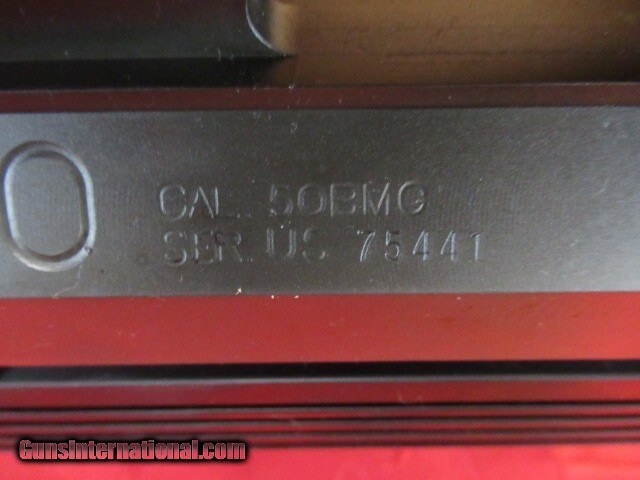 CAL. 50BMG
SER. US 75441
GunsInternational.com